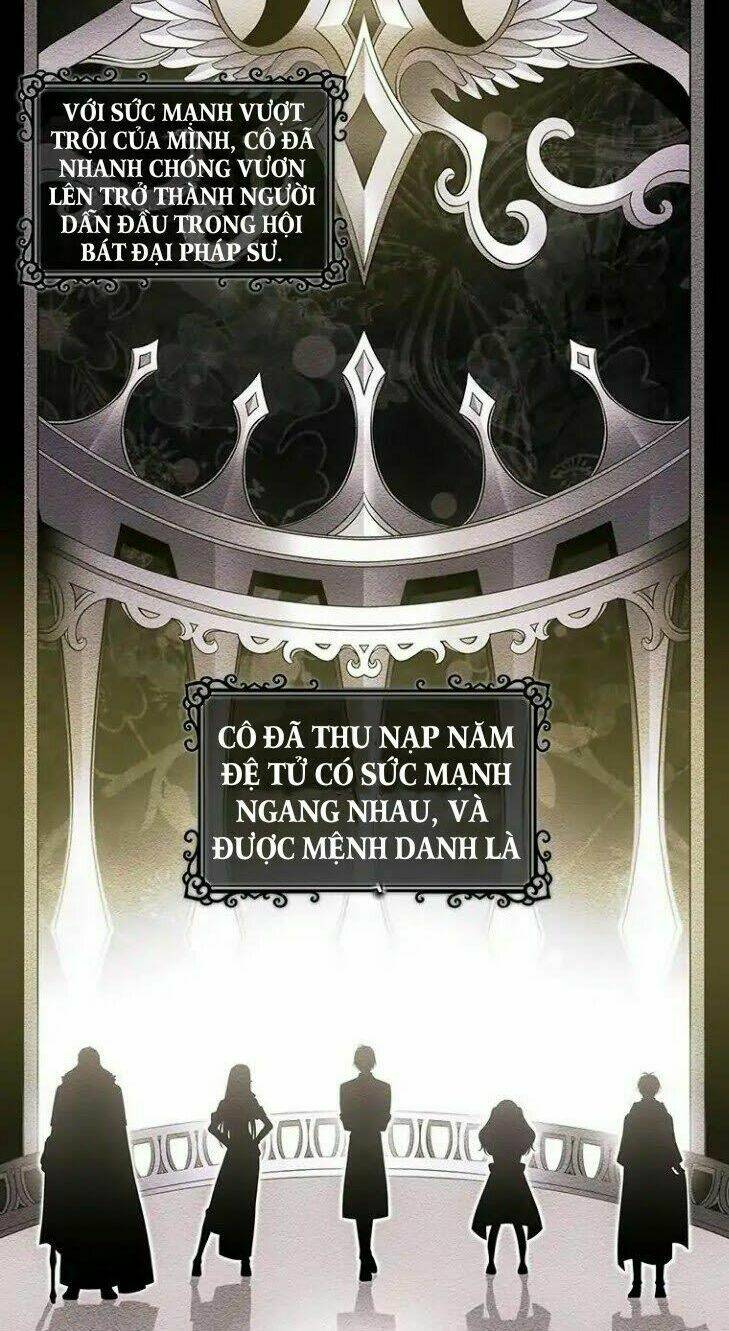 VỚI SỨC MẠNH VƯỢT
TRỘI CỦA MÌNH, CÔ ĐÃ
NHANH CHÓNG VƯƠN
LÊN TRỞ THÀNH NGƯỜI
DẪN ĐẦU TRONG HỘI
BÁT ĐẠI PHÁP SƯ.
CÔ ĐÃ THU NẠP NĂM
ĐỆ TỬ CÓ SỨC MẠNH
NGANG NHAU, VÀ
ĐƯỢC MỆNH DANH LÀ